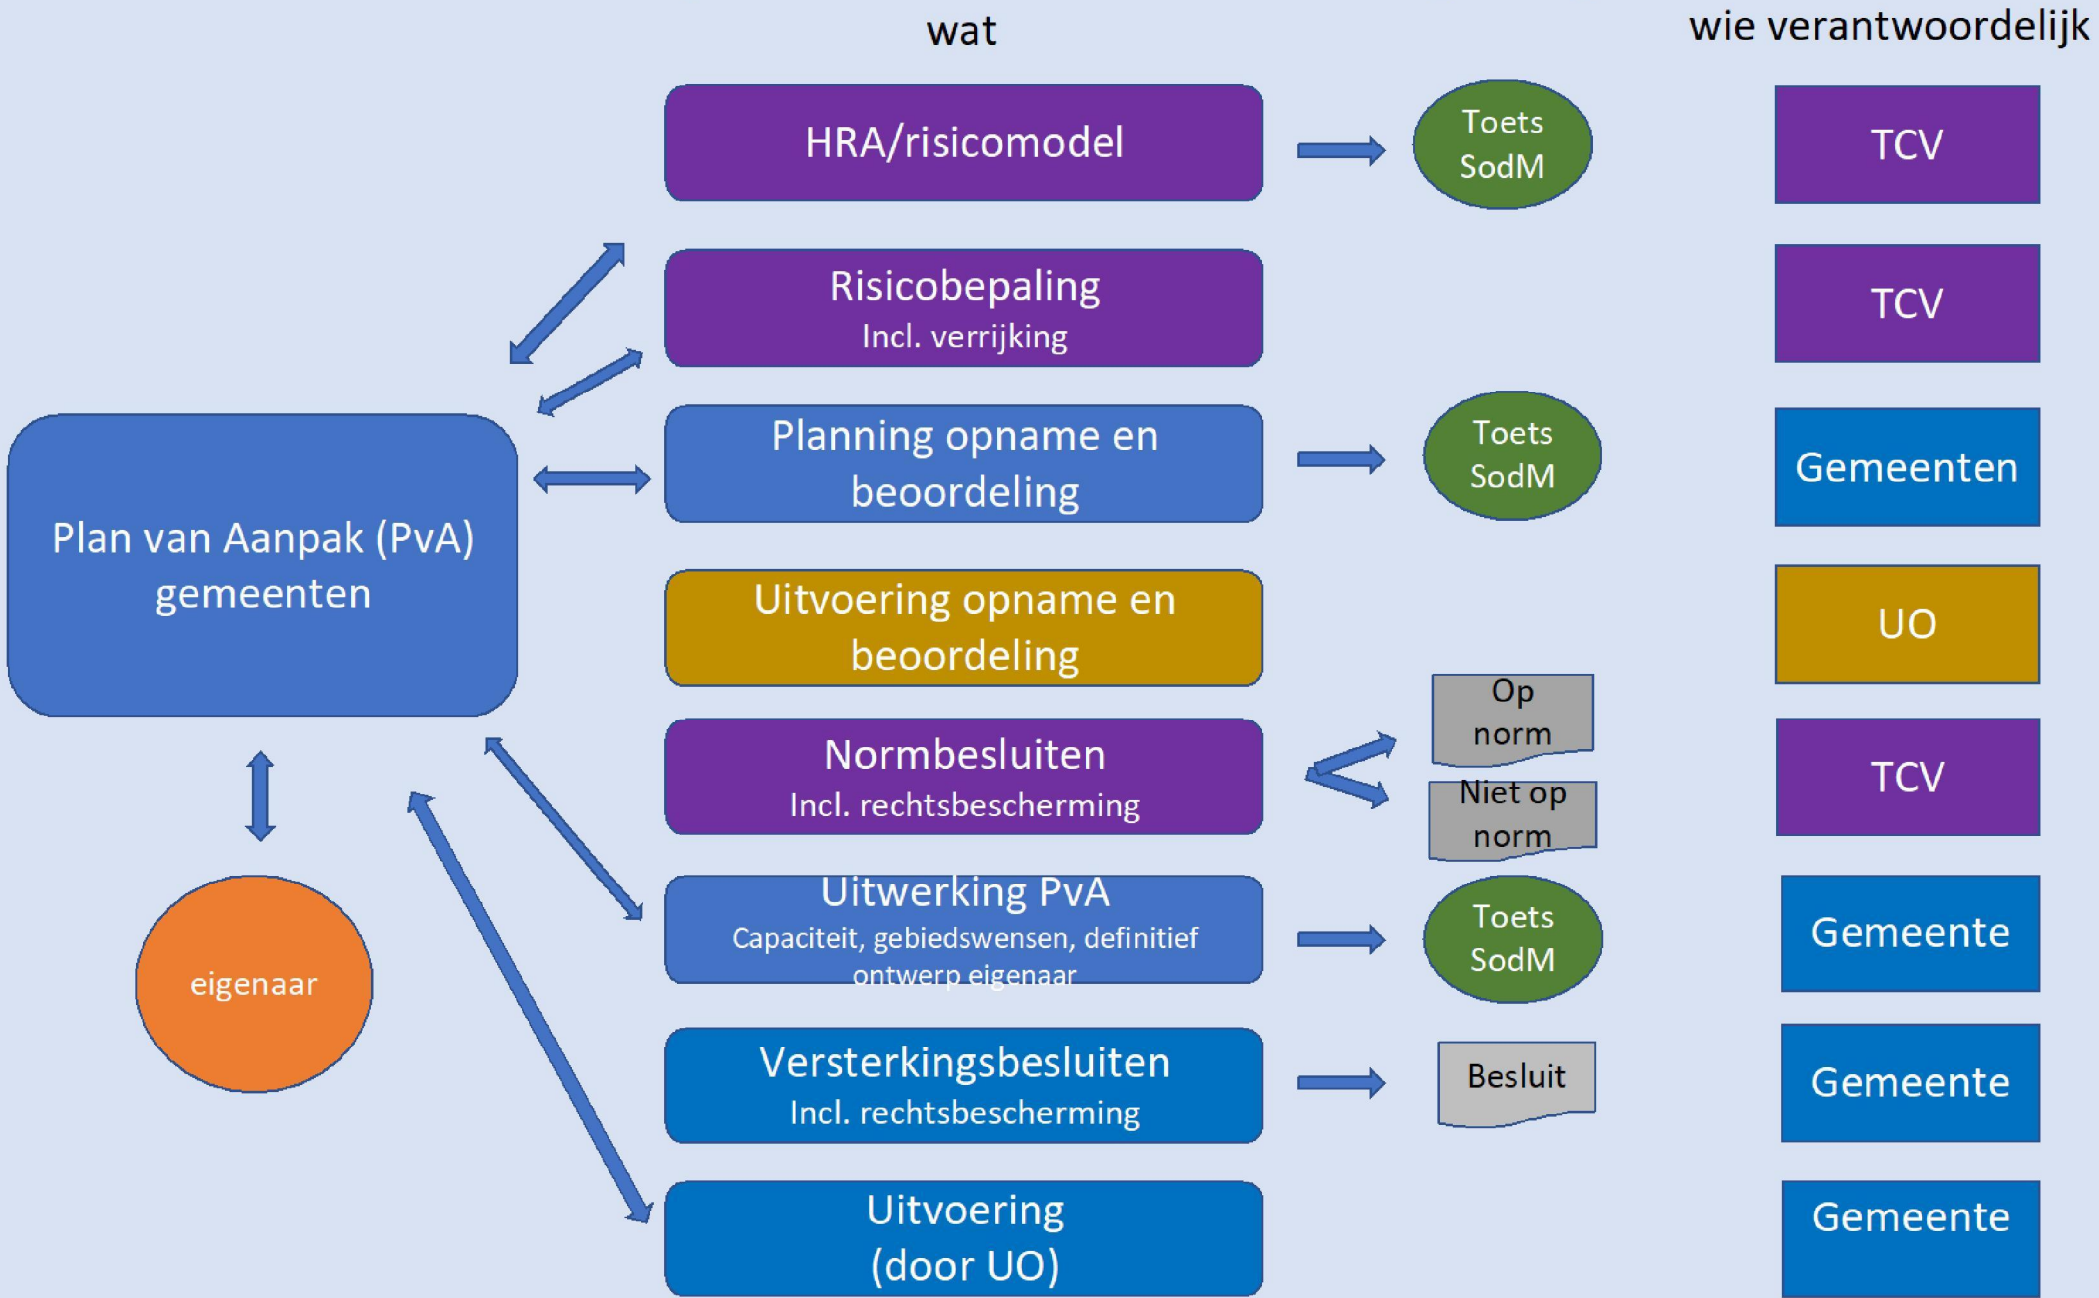 wat
wie verantwoordelijk
HRA/risicomodel
Toets
SodM
TCV
Risicobepaling
Incl. verrijking
TCV
Planning opname en
beoordeling
Toets
SodM
Gemeenten
Plan van Aanpak (PvA)
gemeenten
Uitvoering opname en
beoordeling
UO
Normbesluiten
Incl. rechtsbescherming
Op
norm
Niet op
norm
TCV
Uitwerking PvA
Capaciteit, gebiedswensen, definitief
ontwerp eigenaar
Toets
SodM
Gemeente
eigenaar
Versterkingsbesluiten
Incl. rechtsbescherming
Besluit
Gemeente
Uitvoering
(door UO)
Gemeente